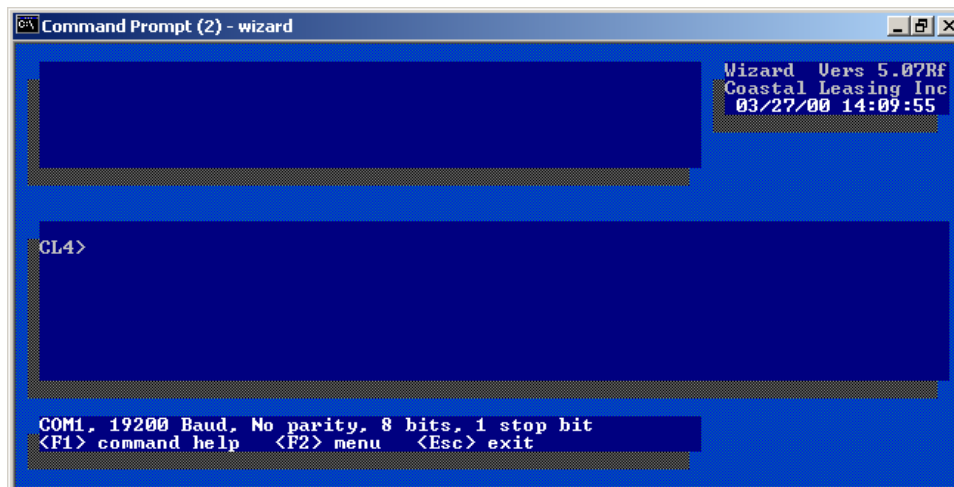 Command Prompt (2) - wizard
Wizard  Vers 5.07Rf
Coastal Leasing Inc
03/27/00 14:09:55
CL4>
COM1, 19200 Baud, No parity, 8 bits, 1 stop bit
<F1> command help   <F2> menu   <Esc> exit